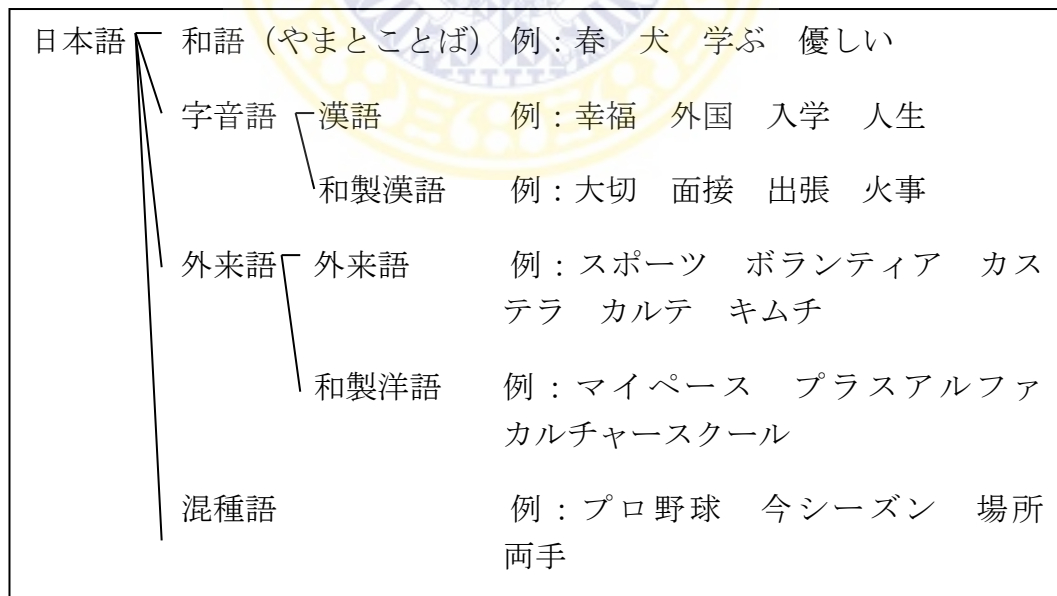 日本語 和語（やまとことば） 例：春　犬　学ぶ　優しい
字音語 漢語 例：幸福　外国　入学　人生
和製漢語 例：大切　面接　出張　火事
外来語 外来語 例：スポーツ　ボランティア　カス
テラ　カルテ　キムチ
和製洋語 例：マイペース　プラスアルファ
カルチャースクール
混種語 例：プロ野球　今シーズン　場所
両手